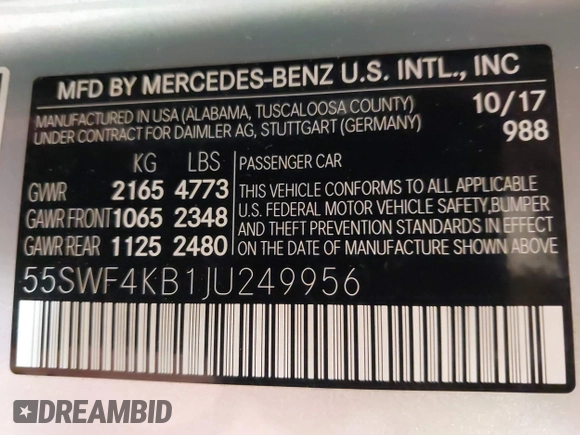 MFD BY MERCEDES-BENZ U.S. INTL., INC
MANUFACTURED IN USA (ALABAMA, TUSCALOOSA COUNTY) 10/17
UNDER CONTRACT FOR DAIMLER AG, STUTTGART (GERMANY) 988
KG LBS PASSENGER CAR
GVWR 2165 4773 THIS VEHICLE CONFORMS TO ALL APPLICABLE
GAWR FRONT 1065 2348 U.S. FEDERAL MOTOR VEHICLE SAFETY,BUMPER
GAWR REAR 1125 2480 AND THEFT PREVENTION STANDARDS IN EFFECT
ON THE DATE OF MANUFACTURE SHOWN ABOVE.
55SWF4KB1JU249956
DREAMBID